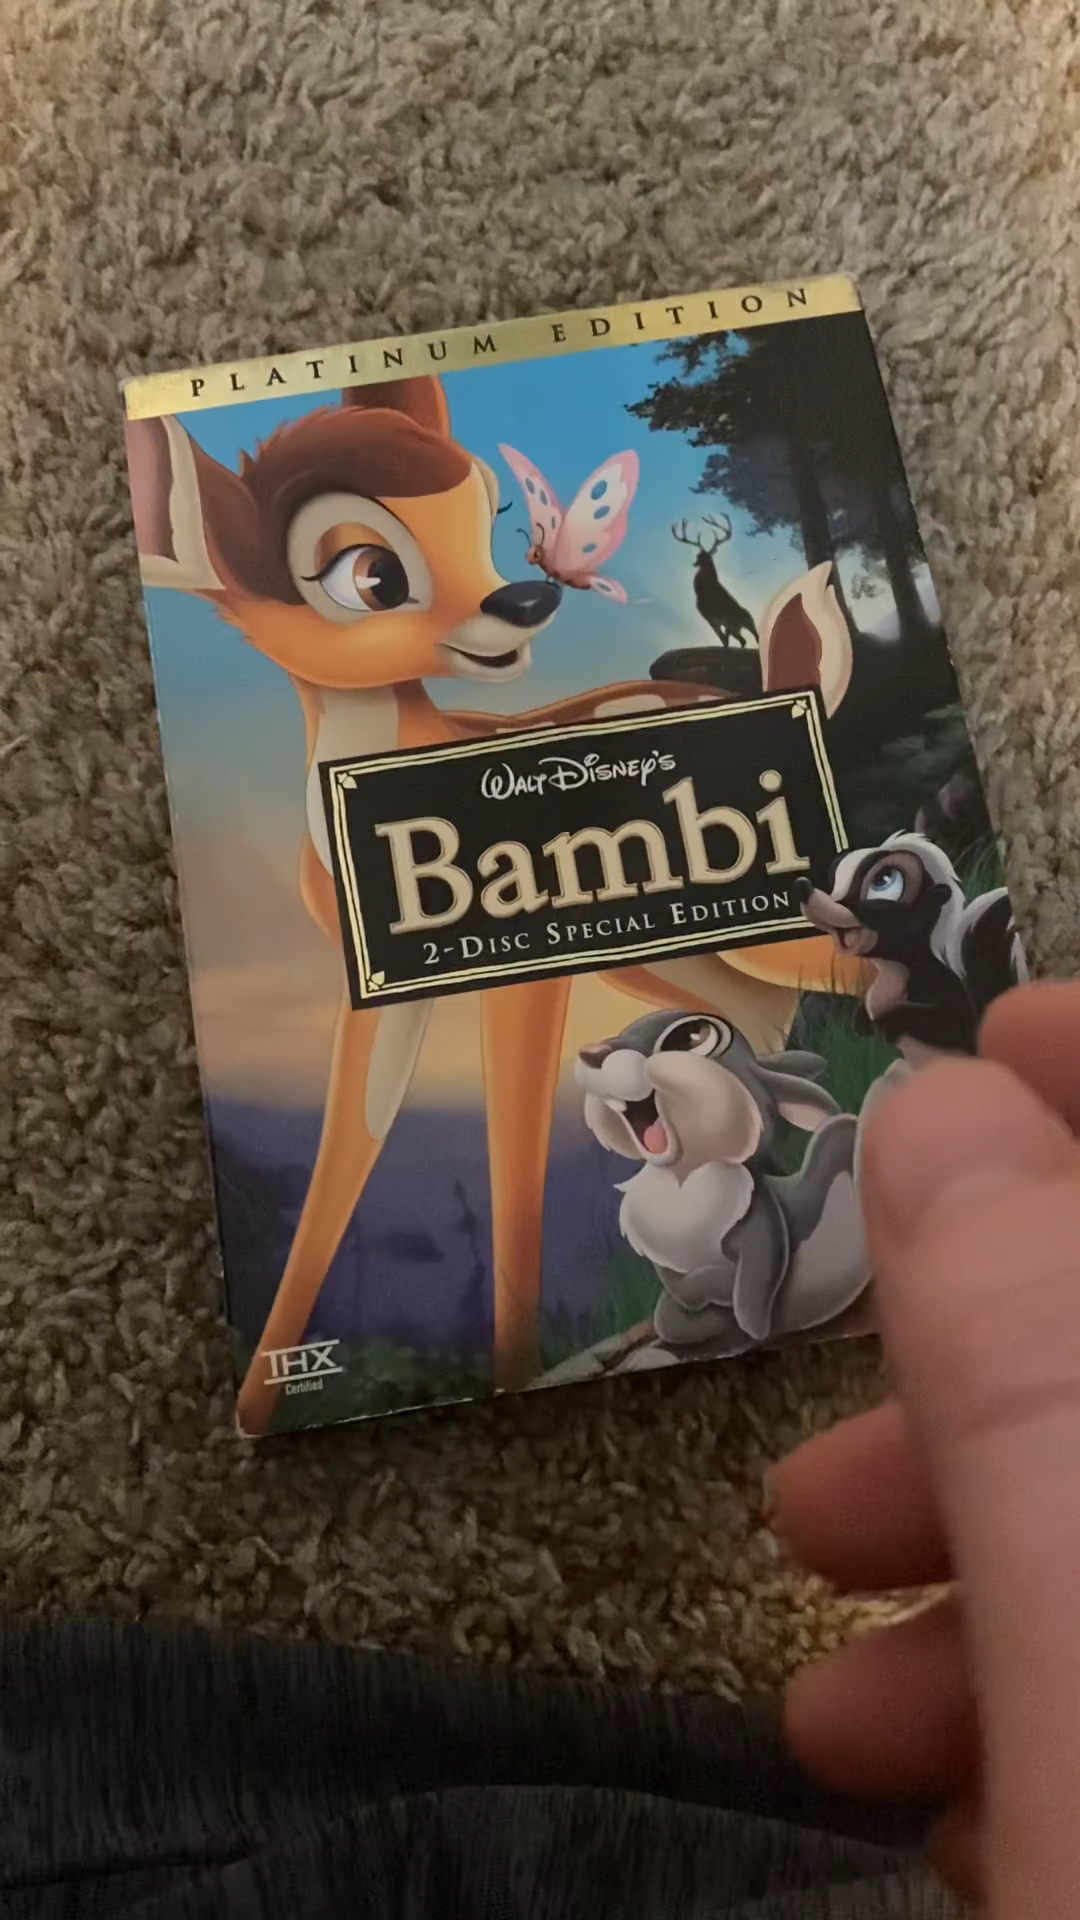 PLATINUM EDITION
WALT DISNEY'S
Bambi
2-DISC SPECIAL EDITION
THX
Certified